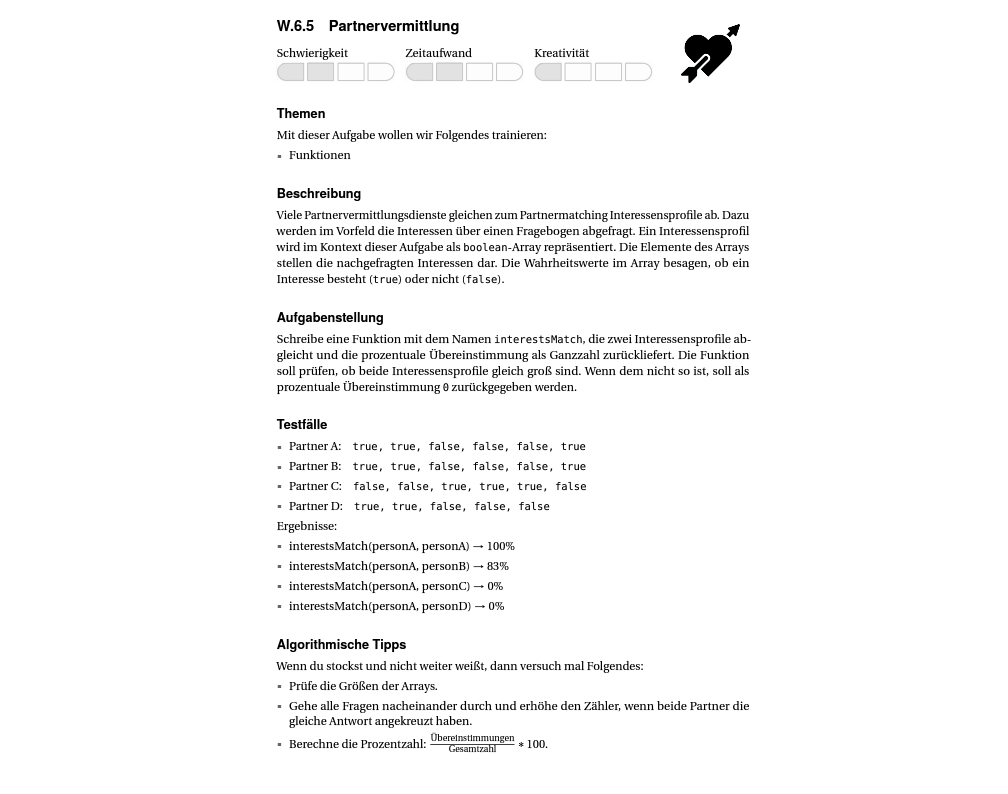 W.6.5 Partnervermittlung
Schwierigkeit Zeitaufwand Kreativität
Themen
Mit dieser Aufgabe wollen wir Folgendes trainieren:
▪ Funktionen
Beschreibung
Viele Partnervermittlungsdienste gleichen zum Partnermatching Interessensprofile ab. Dazu
werden im Vorfeld die Interessen über einen Fragebogen abgefragt. Ein Interessensprofil
wird im Kontext dieser Aufgabe als boolean-Array repräsentiert. Die Elemente des Arrays
stellen die nachgefragten Interessen dar. Die Wahrheitswerte im Array besagen, ob ein
Interesse besteht (true) oder nicht (false).
Aufgabenstellung
Schreibe eine Funktion mit dem Namen interestsMatch, die zwei Interessensprofile ab-
gleicht und die prozentuale Übereinstimmung als Ganzzahl zurückliefert. Die Funktion
soll prüfen, ob beide Interessensprofile gleich groß sind. Wenn dem nicht so ist, soll als
prozentuale Übereinstimmung 0 zurückgegeben werden.
Testfälle
▪ Partner A: true, true, false, false, false, true
▪ Partner B: true, true, false, false, false, true
▪ Partner C: false, false, true, true, true, false
▪ Partner D: true, true, false, false, false
Ergebnisse:
▪ interestsMatch(personA, personA) → 100%
▪ interestsMatch(personA, personB) → 83%
▪ interestsMatch(personA, personC) → 0%
▪ interestsMatch(personA, personD) → 0%
Algorithmische Tipps
Wenn du stockst und nicht weiter weißt, dann versuch mal Folgendes:
▪ Prüfe die Größen der Arrays.
▪ Gehe alle Fragen nacheinander durch und erhöhe den Zähler, wenn beide Partner die
gleiche Antwort angekreuzt haben.
▪ Berechne die Prozentzahl: Übereinstimmungen/Gesamtzahl * 100.